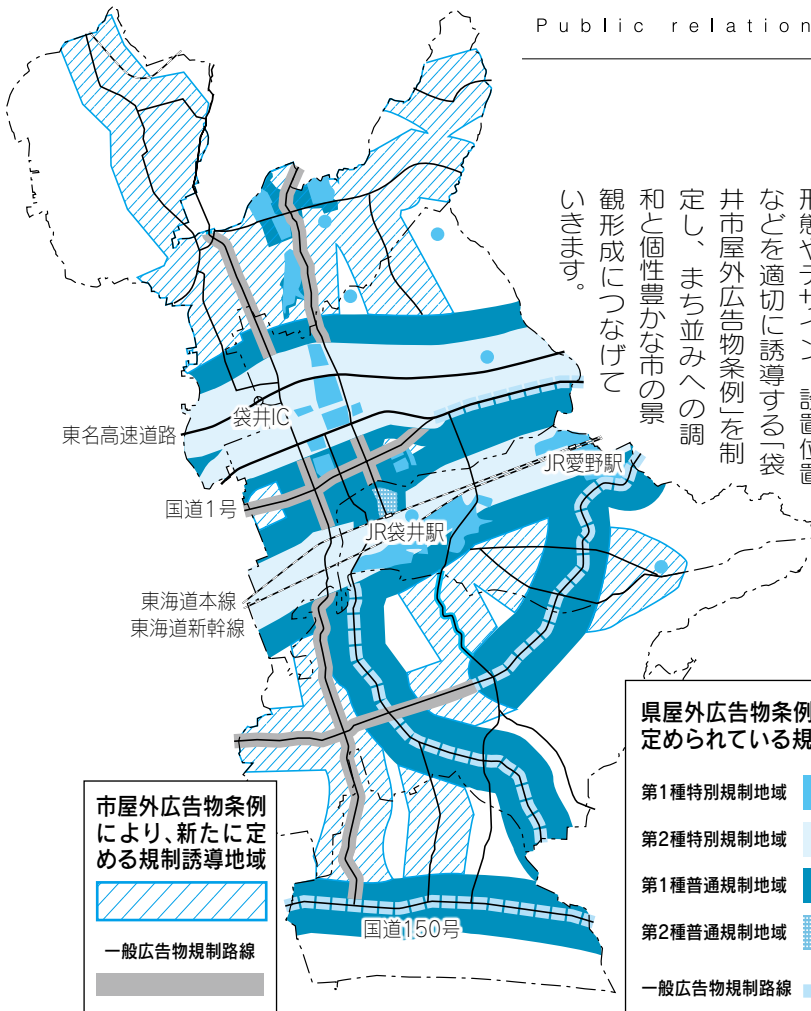 Public relation
形態やデザイン、設置位置
などを適切に誘導する「袋
井市屋外広告物条例」を制
定し、まち並みへの調
和と個性豊かな市の景
観形成につなげて
いきます。
袋井IC
東名高速道路
JR愛野駅
国道1号
JR袋井駅
東海道本線
東海道新幹線
国道150号
市屋外広告物条例
により、新たに定
める規制誘導地域
一般広告物規制路線
県屋外広告物条例
定められている規
第1種特別規制地域
第2種特別規制地域
第1種普通規制地域
第2種普通規制地域
一般広告物規制路線